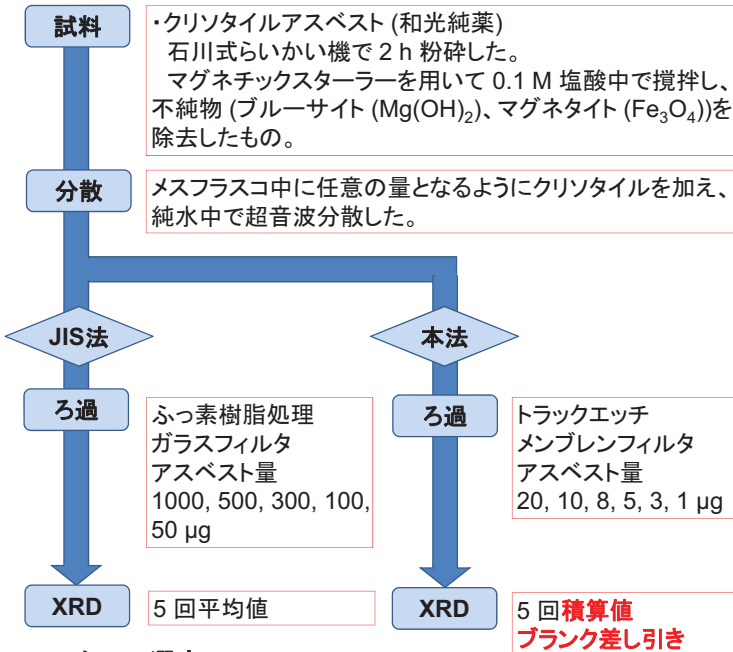 試料
・クリソタイルアスベスト (和光純薬)
石川式らいかい機で 2 h 粉砕した。
マグネチックスターラーを用いて 0.1 M 塩酸中で撹拌し、
不純物 (ブルーサイト (Mg(OH)₂)、マグネタイト (Fe₃O₄))を
除去したもの。
分散
メスフラスコ中に任意の量となるようにクリソタイルを加え、
純水中で超音波分散した。
JIS法
ろ過
ふっ素樹脂処理
ガラスフィルタ
アスベスト量
1000, 500, 300, 100,
50 μg
XRD
5 回平均値
本法
ろ過
トラックエッチ
メンブレンフィルタ
アスベスト量
20, 10, 8, 5, 3, 1 μg
XRD
5 回積算値
ブランク差し引き